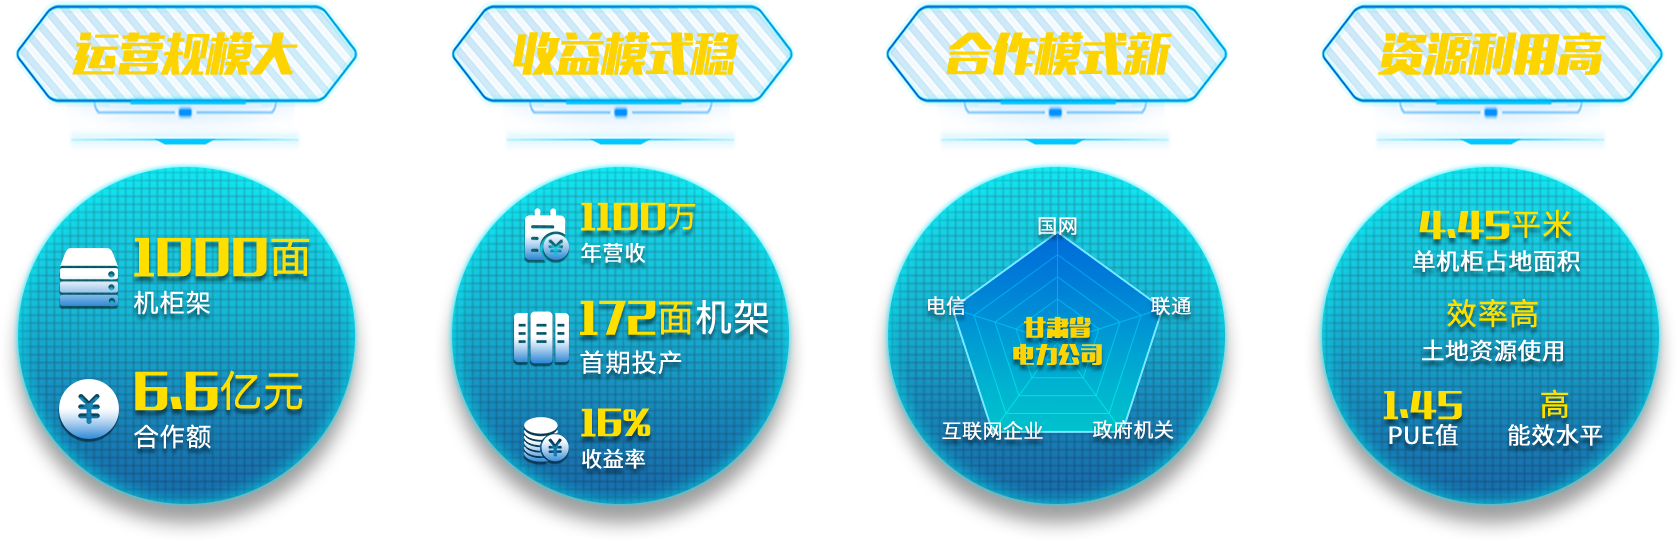 运营规模大
1000面
机柜架
6.6亿元
合作额
收益模式稳
1100万
年营收
172面机架
首期投产
16%
收益率
合作模式新
国网
电信
联通
甘肃省
电力公司
互联网企业
政府机关
资源利用高
4.45平米
单机柜占地面积
效率高
土地资源使用
1.45
PUE值
高
能效水平